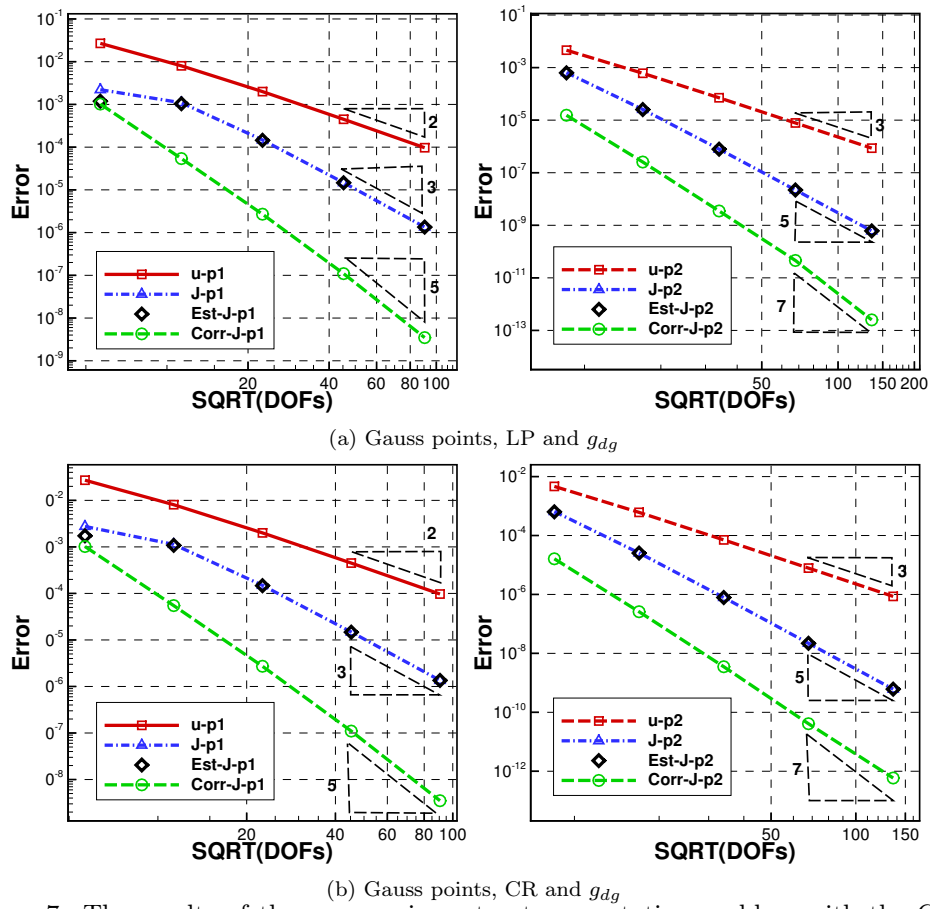 10⁻¹
10⁻²
10⁻³
10⁻⁴
10⁻⁵
10⁻⁶
10⁻⁷
10⁻⁸
10⁻⁹
Error
2
3
5
u-p1
J-p1
Est-J-p1
Corr-J-p1
20 40 60 80 100
SQRT(DOFs)
10⁻¹
10⁻³
10⁻⁵
10⁻⁷
10⁻⁹
10⁻¹¹
10⁻¹³
Error
3
5
7
u-p2
J-p2
Est-J-p2
Corr-J-p2
50 100 150 200
SQRT(DOFs)
(a) Gauss points, LP and g_dg
0⁻²
0⁻³
0⁻⁴
0⁻⁵
0⁻⁶
0⁻⁷
0⁻⁸
Error
2
3
5
u-p1
J-p1
Est-J-p1
Corr-J-p1
20 40 60 80 100
SQRT(DOFs)
10⁻²
10⁻⁴
10⁻⁶
10⁻⁸
10⁻¹⁰
10⁻¹²
Error
3
5
7
u-p2
J-p2
Est-J-p2
Corr-J-p2
50 100 150
SQRT(DOFs)
(b) Gauss points, CR and g_dg